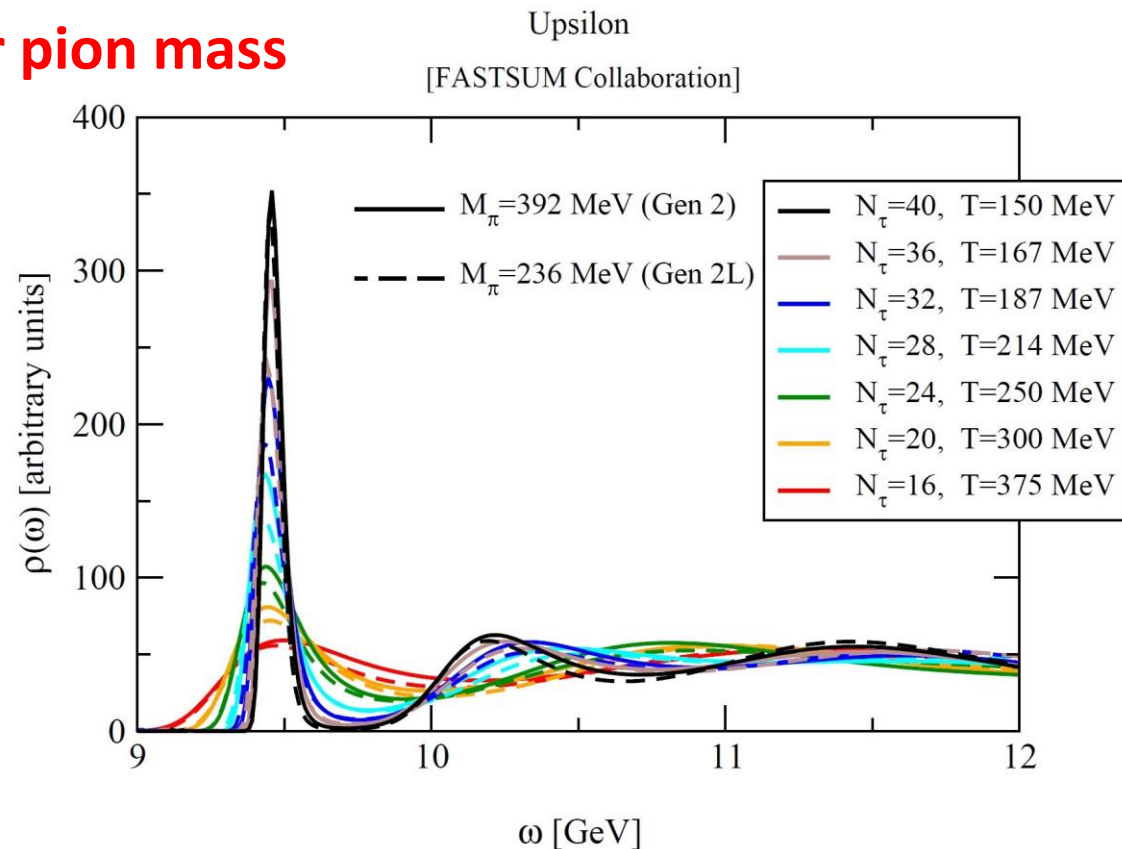 r pion mass
Upsilon
[FASTSUM Collaboration]
M_π=392 MeV (Gen 2)
M_π=236 MeV (Gen 2L)
N_τ=40, T=150 MeV
N_τ=36, T=167 MeV
N_τ=32, T=187 MeV
N_τ=28, T=214 MeV
N_τ=24, T=250 MeV
N_τ=20, T=300 MeV
N_τ=16, T=375 MeV
ρ(ω) [arbitrary units]
400
300
200
100
0
9 10 11 12
ω [GeV]